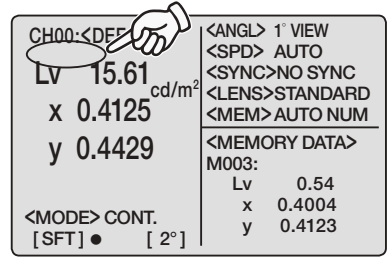 CH00:<DEF
Lv 15.61 cd/m²
x 0.4125
y 0.4429
<MODE> CONT.
[SFT] ● [ 2° ]
<ANGL> 1° VIEW
<SPD> AUTO
<SYNC>NO SYNC
<LENS>STANDARD
<MEM>AUTO NUM
<MEMORY DATA>
M003:
Lv 0.54
x 0.4004
y 0.4123